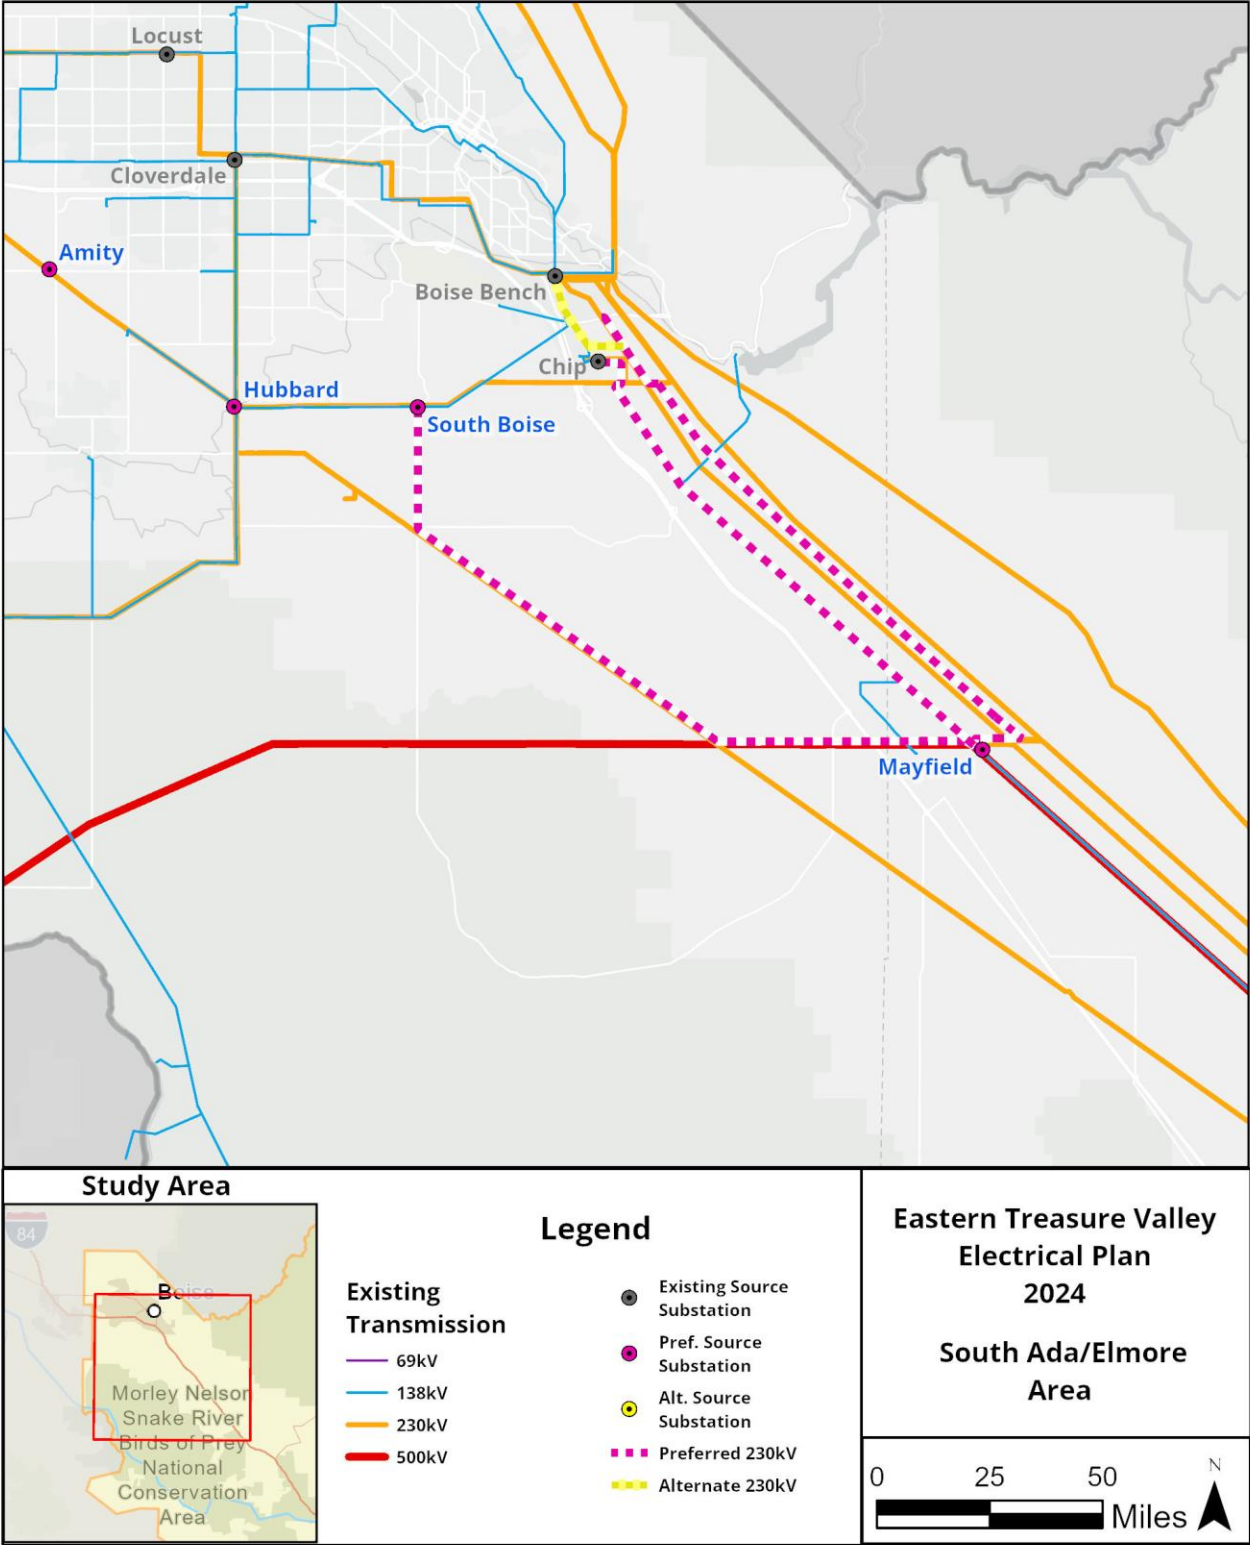 Locust
Cloverdale
Amity
Boise Bench
Chip
Hubbard
South Boise
Mayfield
Study Area
84
Boise
Morley Nelson
Snake River
Birds of Prey
National
Conservation
Area
Legend
Existing
Transmission
69kV
138kV
230kV
500kV
Existing Source
Substation
Pref. Source
Substation
Alt. Source
Substation
Preferred 230kV
Alternate 230kV
Eastern Treasure Valley
Electrical Plan
2024
South Ada/Elmore
Area
0 25 50
Miles
N